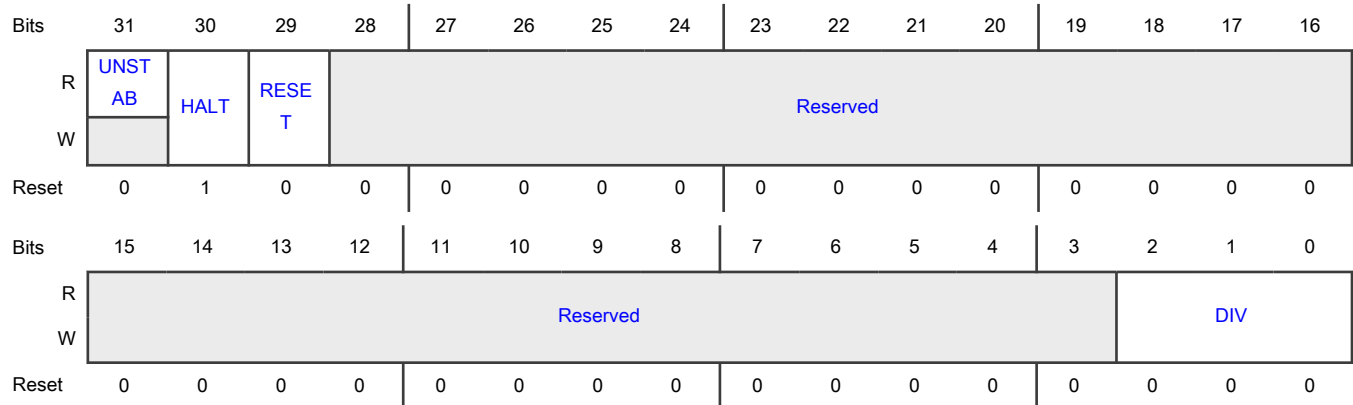 Bits 31 30 29 28 27 26 25 24 23 22 21 20 19 18 17 16
R UNST
AB HALT RESE
T Reserved
W
Reset 0 1 0 0 0 0 0 0 0 0 0 0 0 0 0 0
Bits 15 14 13 12 11 10 9 8 7 6 5 4 3 2 1 0
R
Reserved DIV
W
Reset 0 0 0 0 0 0 0 0 0 0 0 0 0 0 0 0